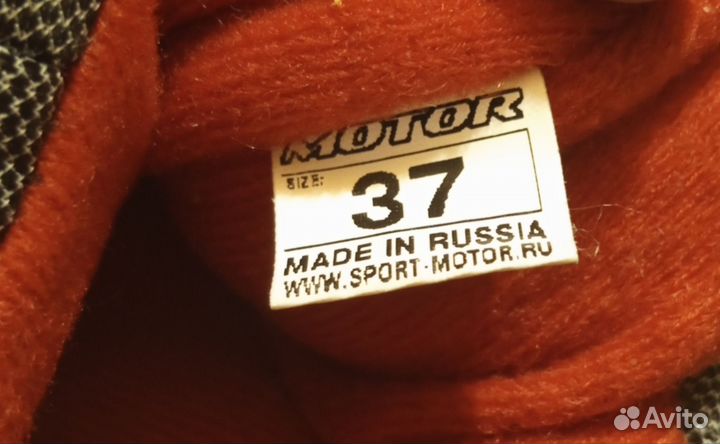 MOTOR
SIZE:
37
MADE IN RUSSIA
WWW.SPORT-MOTOR.RU
Avito